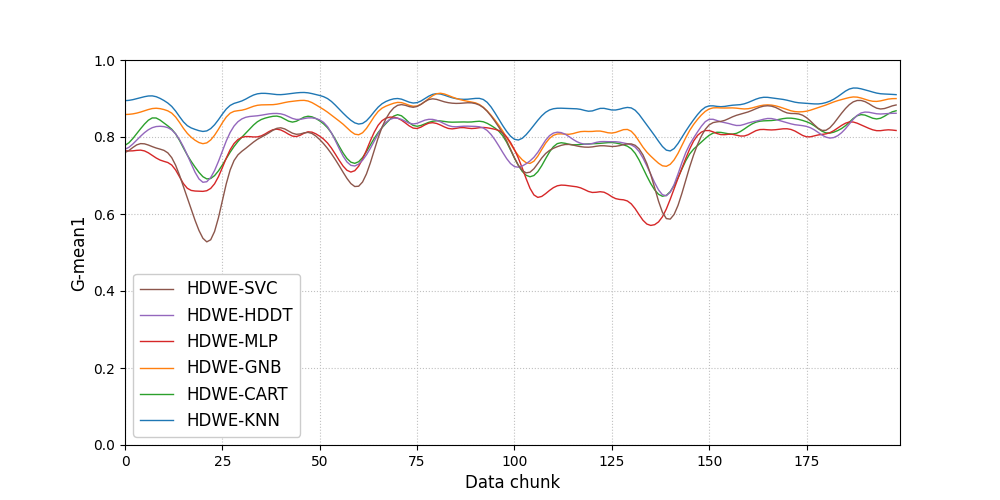 1.0
0.8
0.6
0.4
0.2
0.0
G-mean1
HDWE-SVC
HDWE-HDDT
HDWE-MLP
HDWE-GNB
HDWE-CART
HDWE-KNN
0 25 50 75 100 125 150 175
Data chunk